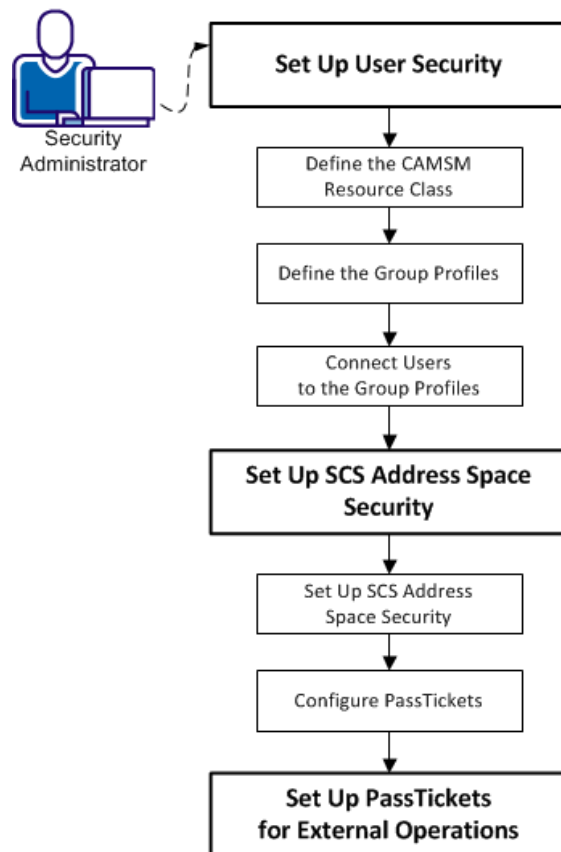 Set Up User Security
Security
Administrator
Define the CAMSM
Resource Class
Define the Group Profiles
Connect Users
to the Group Profiles
Set Up SCS Address Space
Security
Set Up SCS Address
Space Security
Configure PassTickets
Set Up PassTickets
for External Operations